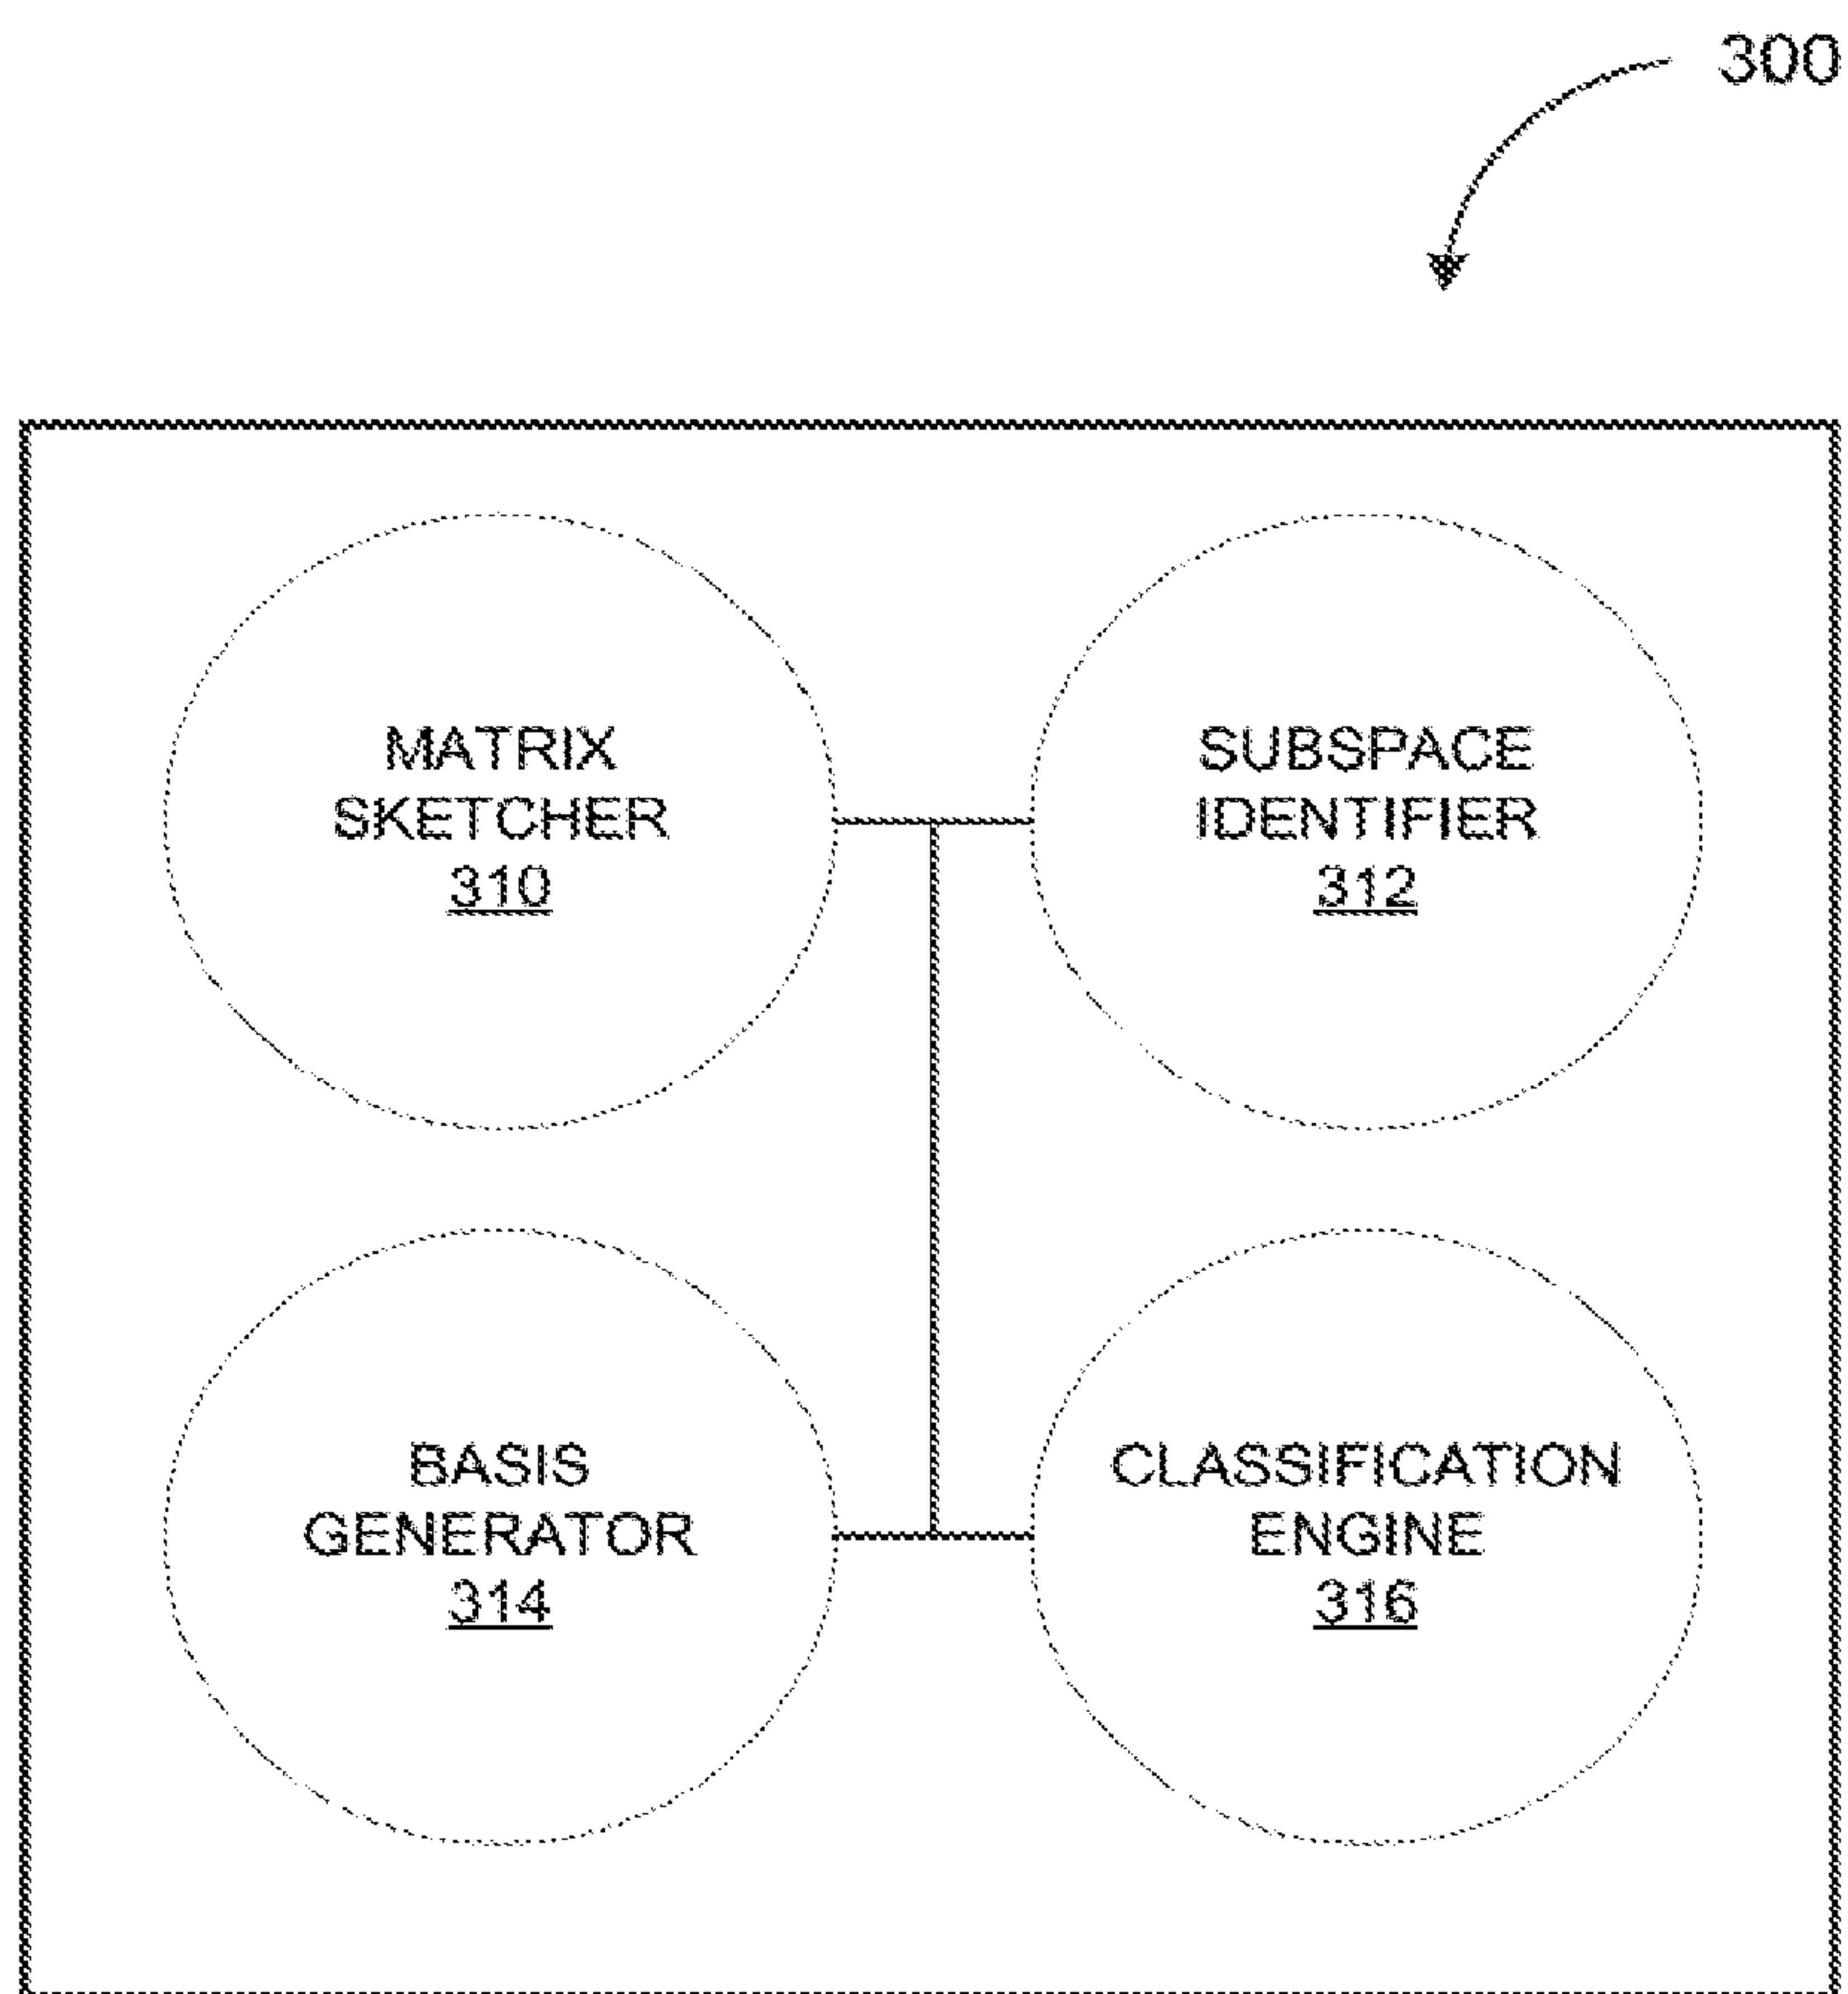 300
MATRIX
SKETCHER
310
SUBSPACE
IDENTIFIER
312
BASIS
GENERATOR
314
CLASSIFICATION
ENGINE
316